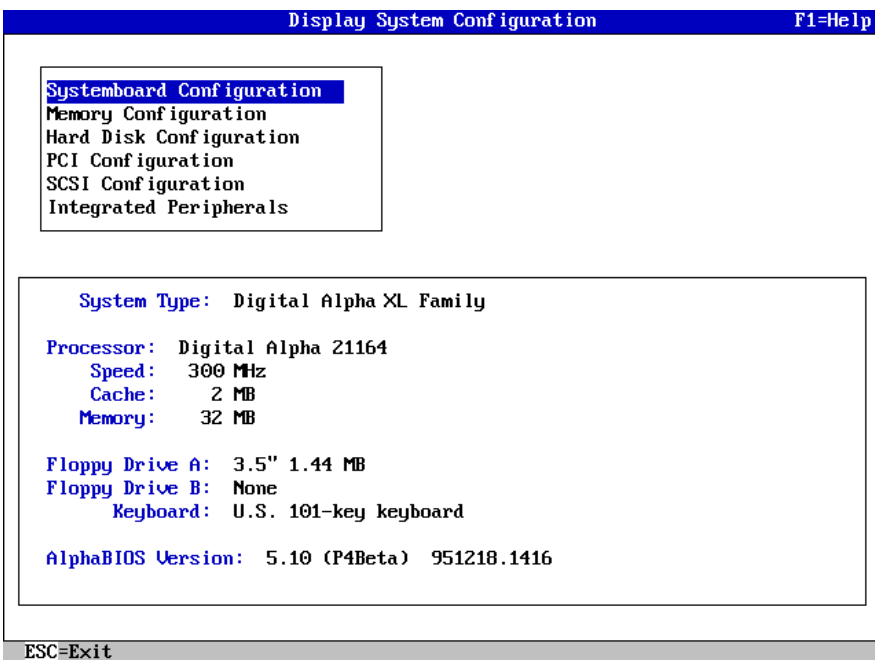 Display System Configuration F1=Help
Systemboard Configuration
Memory Configuration
Hard Disk Configuration
PCI Configuration
SCSI Configuration
Integrated Peripherals
System Type: Digital Alpha XL Family
Processor: Digital Alpha 21164
Speed: 300 MHz
Cache: 2 MB
Memory: 32 MB
Floppy Drive A: 3.5" 1.44 MB
Floppy Drive B: None
Keyboard: U.S. 101-key keyboard
AlphaBIOS Version: 5.10 (P4Beta) 951218.1416
ESC=Exit